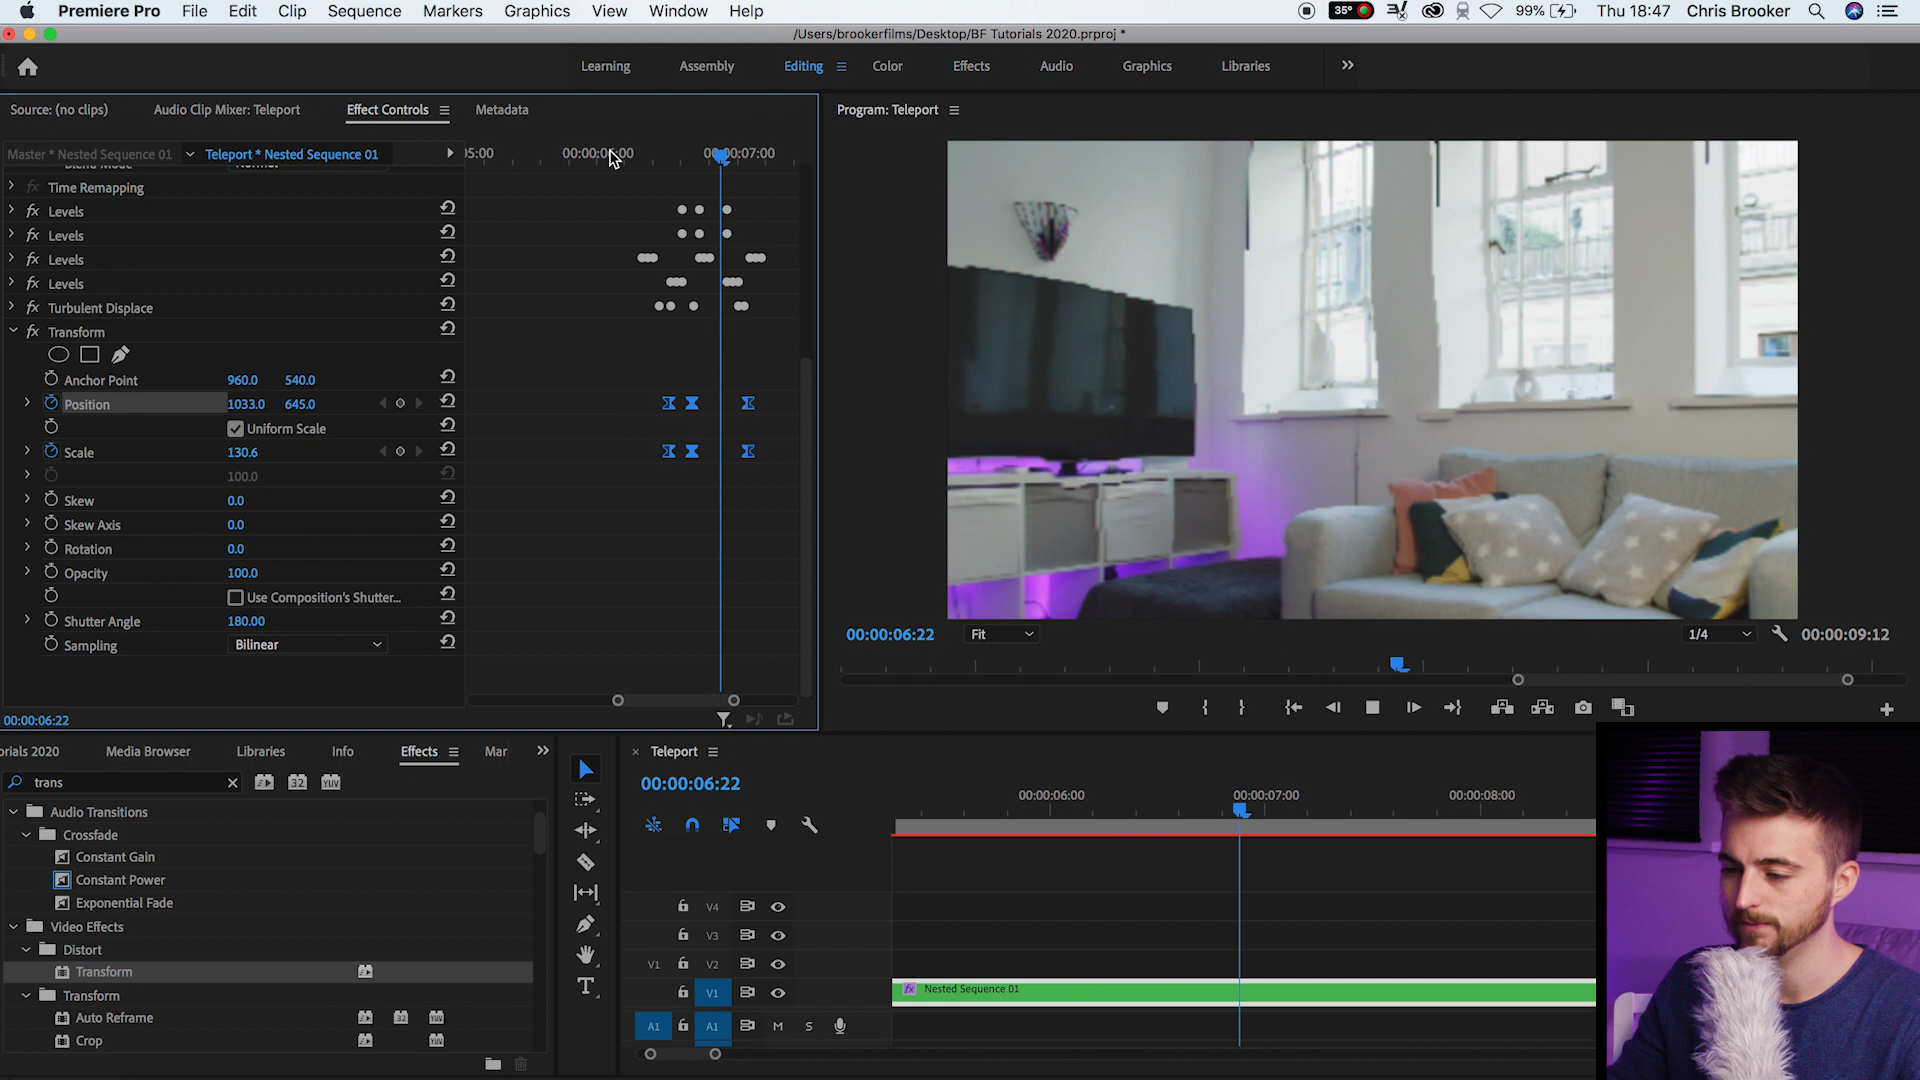 Premiere Pro File Edit Clip Sequence Markers Graphics View Window Help 35° 99% Thu 18:47 Chris Brooker
/Users/brookerfilms/Desktop/BF Tutorials 2020.prproj *
Learning Assembly Editing Color Effects Audio Graphics Libraries
Source: (no clips) Audio Clip Mixer: Teleport Effect Controls Metadata
Program: Teleport
Master * Nested Sequence 01 Teleport * Nested Sequence 01
00:00:07:00
Time Remapping
Levels
Levels
Levels
Levels
Turbulent Displace
Transform
Anchor Point 960.0 540.0
Position 1033.0 645.0
Uniform Scale
Scale 130.6
100.0
Skew 0.0
Skew Axis 0.0
Rotation 0.0
Opacity 100.0
Use Composition's Shutter...
Shutter Angle 180.00
Sampling Bilinear
00:00:06:22
00:00:06:22 Fit 1/4 00:00:09:12
orials 2020 Media Browser Libraries Info Effects Mar
trans 32 YUV
Audio Transitions
Crossfade
Constant Gain
Constant Power
Exponential Fade
Video Effects
Distort
Transform
Transform
Auto Reframe 32 YUV
Crop YUV
T
Teleport
00:00:06:22
00:00:06:00 00:00:07:00 00:00:08:00
V4
V3
V1 V2
V1 fx Nested Sequence 01
A1 A1 M S